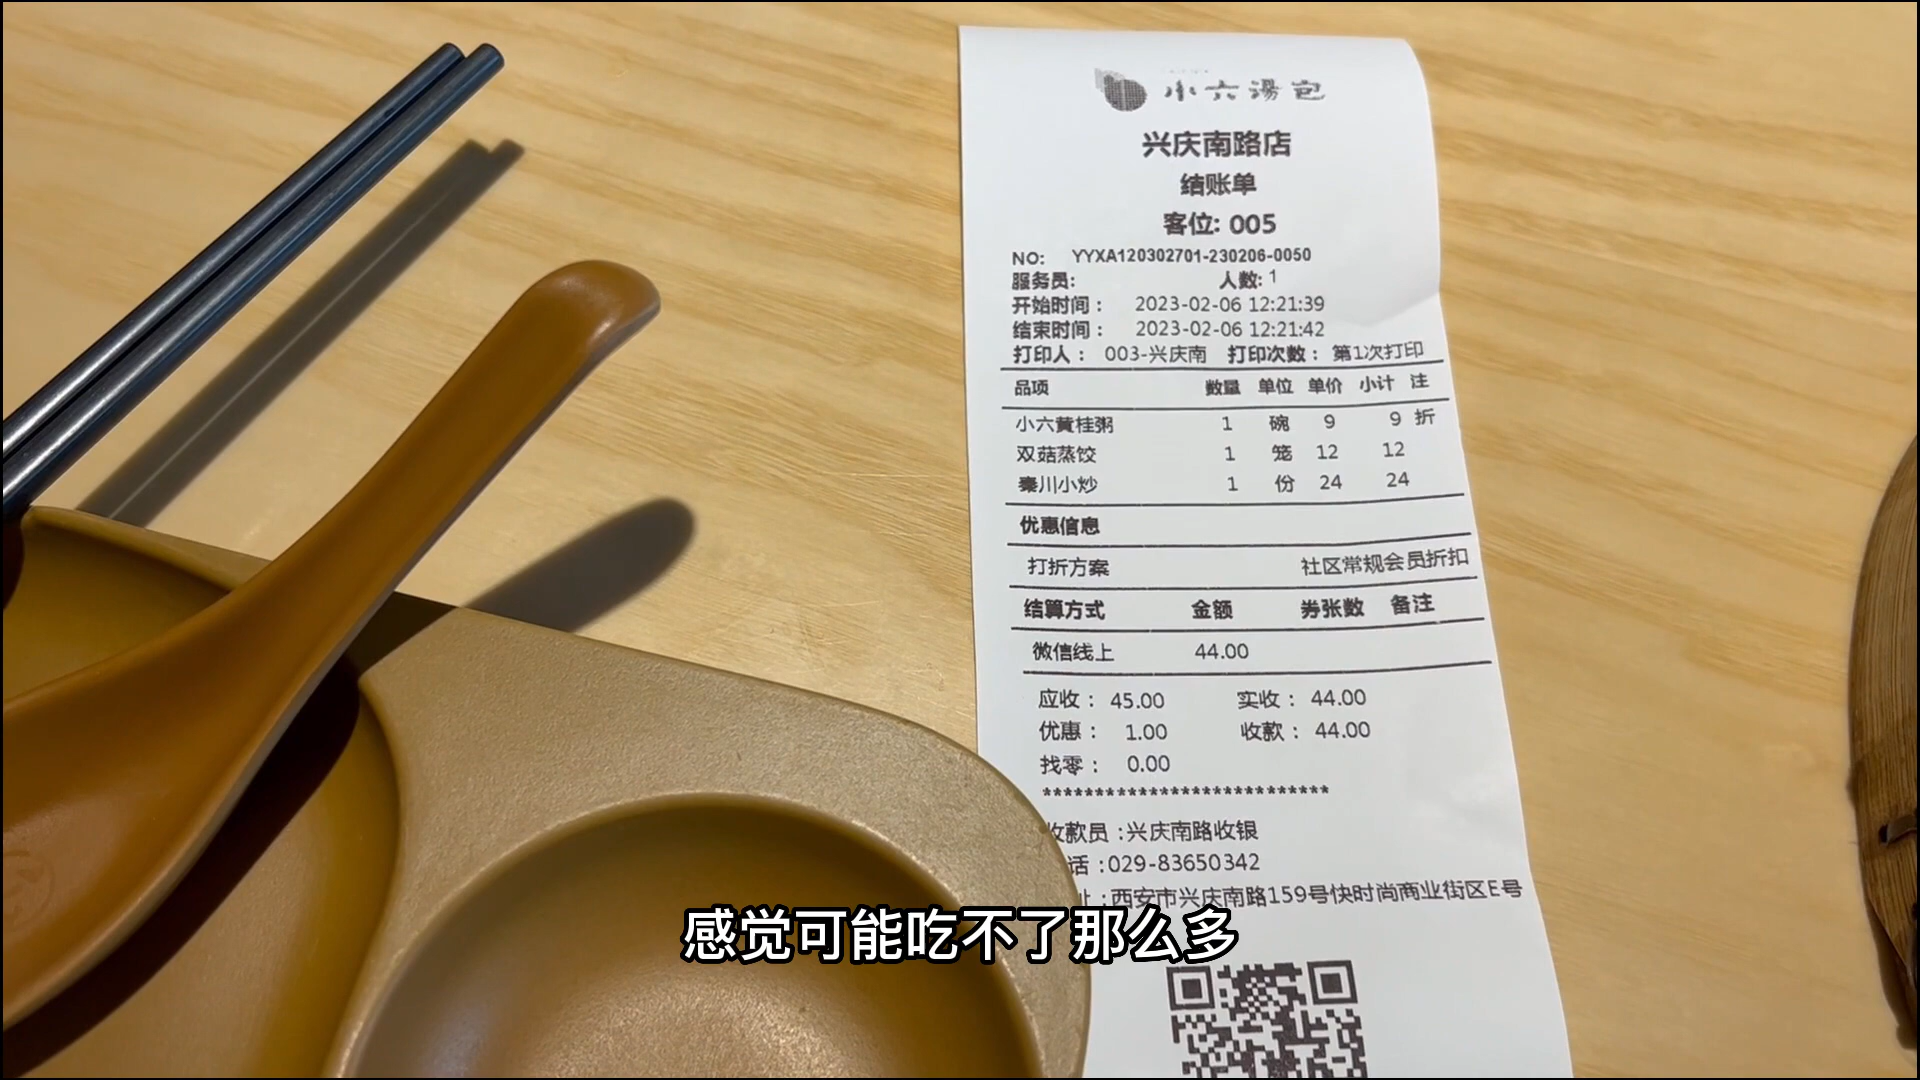 小六湯包
兴庆南路店
结账单
客位: 005
NO: YYXA120302701-230206-0050
服务员: 人数: 1
开始时间： 2023-02-06 12:21:39
结束时间： 2023-02-06 12:21:42
打印人： 003-兴庆南 打印次数： 第1次打印
品项 数量 单位 单价 小计 注
小六黄桂粥 1 碗 9 9 折
双菇蒸饺 1 笼 12 12
秦川小炒 1 份 24 24
优惠信息
打折方案 社区常规会员折扣
结算方式 金额 券张数 备注
微信线上 44.00
应收： 45.00 实收： 44.00
优惠： 1.00 收款： 44.00
找零： 0.00
***************************
收款员 :兴庆南路收银
话 :029-83650342
址 :西安市兴庆南路159号快时尚商业街区E号
感觉可能吃不了那么多